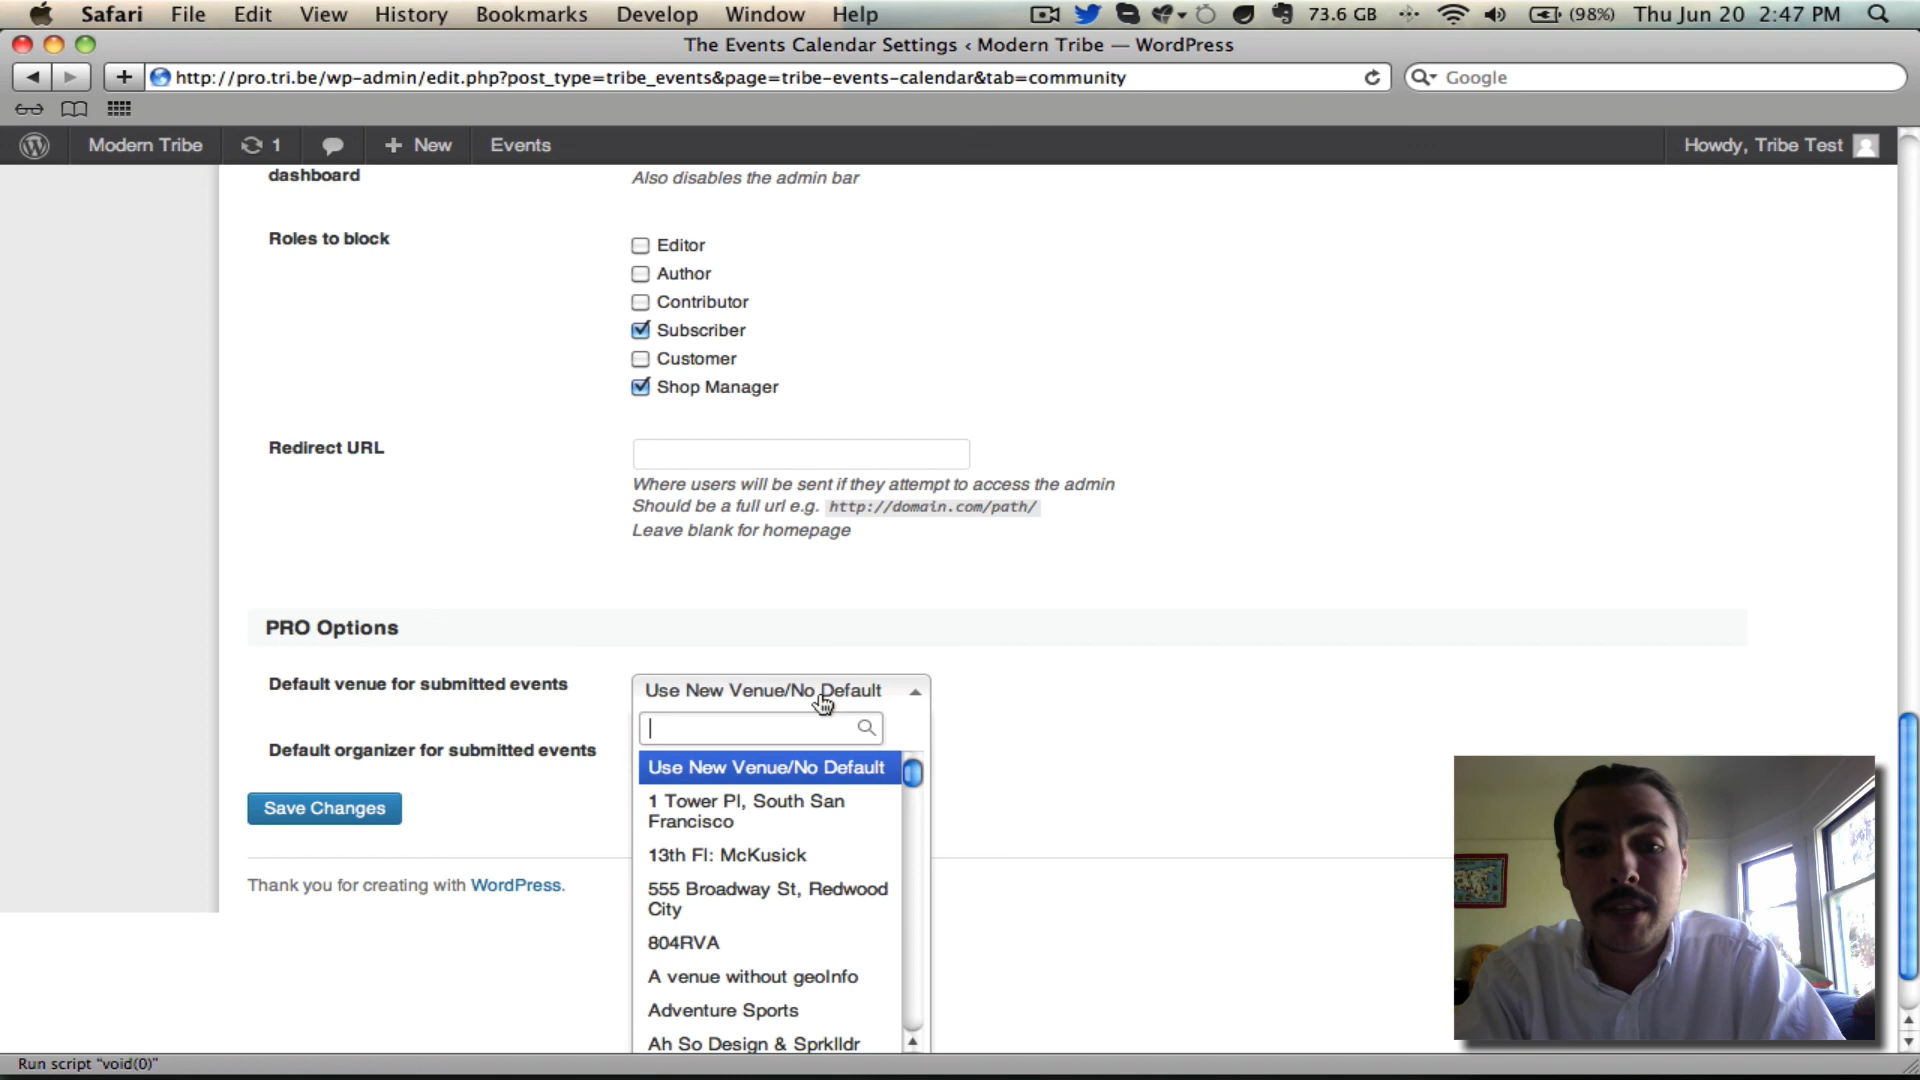 Safari File Edit View History Bookmarks Develop Window Help 73.6 GB (98%) Thu Jun 20 2:47 PM
The Events Calendar Settings ‹ Modern Tribe — WordPress
http://pro.tri.be/wp-admin/edit.php?post_type=tribe_events&page=tribe-events-calendar&tab=community Google
Modern Tribe 1 + New Events Howdy, Tribe Test
dashboard
Also disables the admin bar
Roles to block
Editor
Author
Contributor
Subscriber
Customer
Shop Manager
Redirect URL
Where users will be sent if they attempt to access the admin
Should be a full url e.g. http://domain.com/path/
Leave blank for homepage
PRO Options
Default venue for submitted events
Use New Venue/No Default
Default organizer for submitted events
Use New Venue/No Default
1 Tower Pl, South San
Francisco
13th Fl: McKusick
555 Broadway St, Redwood
City
804RVA
A venue without geoInfo
Adventure Sports
Ah So Design & Sprklldr
Save Changes
Thank you for creating with WordPress.
Run script "void(0)"